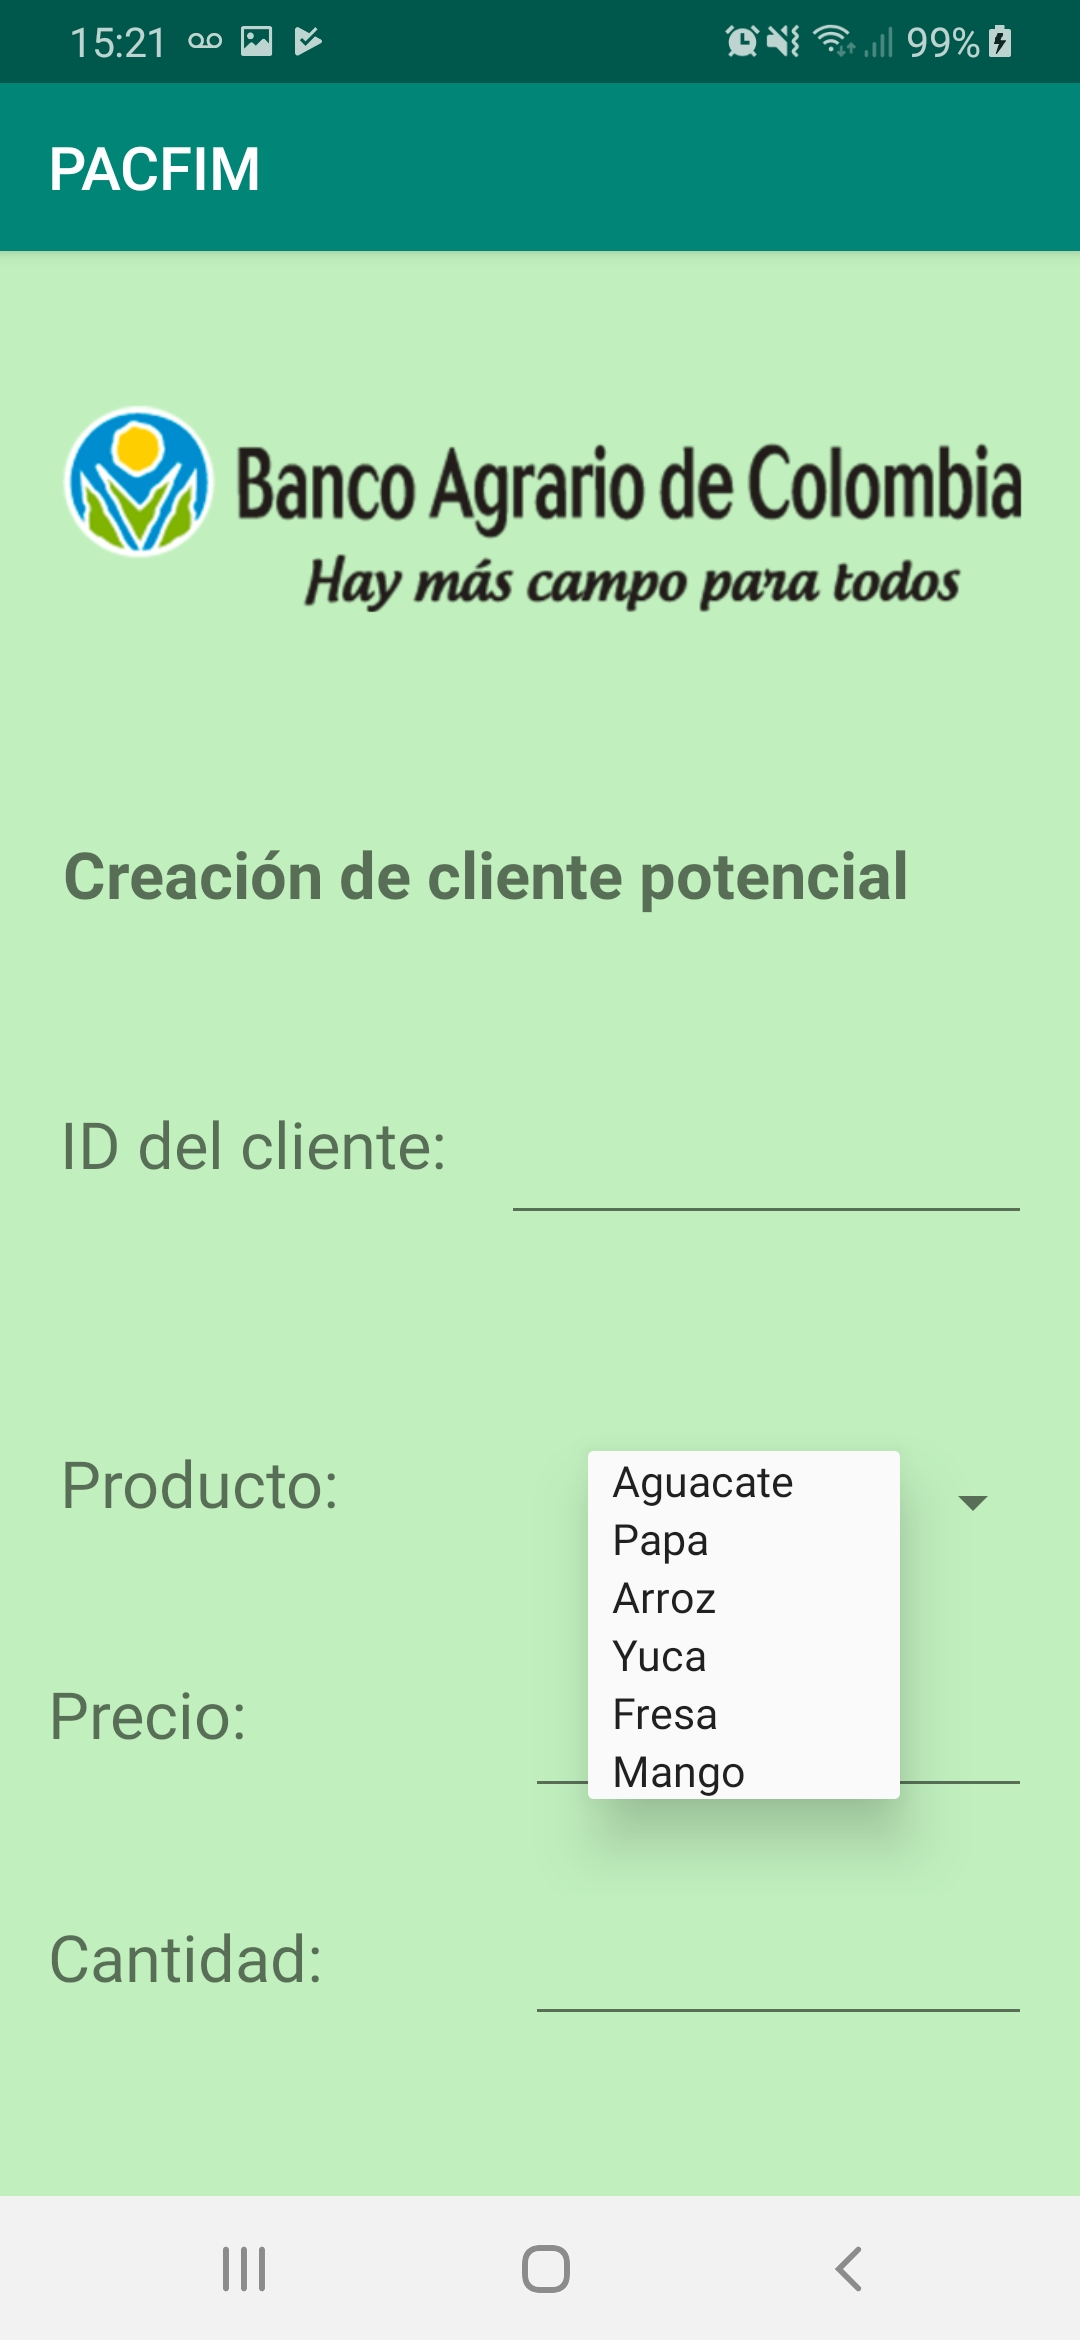 15:21
99%
PACFIM
Banco Agrario de Colombia
Hay más campo para todos
Creación de cliente potencial
ID del cliente:
Producto:
Aguacate
Papa
Arroz
Yuca
Fresa
Mango
Precio:
Cantidad: